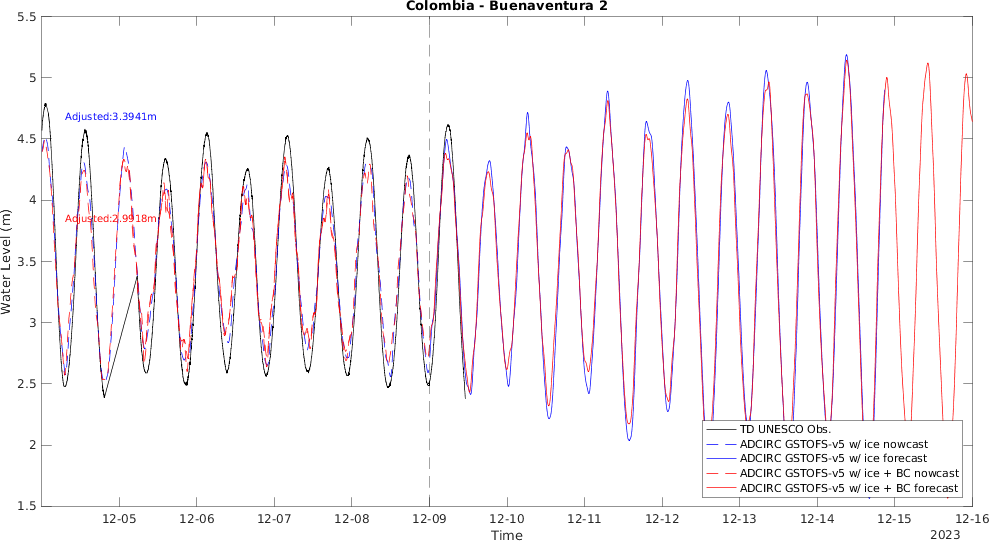 Colombia - Buenaventura 2
5.5
5
4.5
4
3.5
3
2.5
2
1.5
Water Level (m)
Adjusted:3.3941m
Adjusted:2.9918m
TD UNESCO Obs.
ADCIRC GSTOFS-v5 w/ ice nowcast
ADCIRC GSTOFS-v5 w/ ice forecast
ADCIRC GSTOFS-v5 w/ ice + BC nowcast
ADCIRC GSTOFS-v5 w/ ice + BC forecast
12-05 12-06 12-07 12-08 12-09 12-10 12-11 12-12 12-13 12-14 12-15 12-16
Time
2023